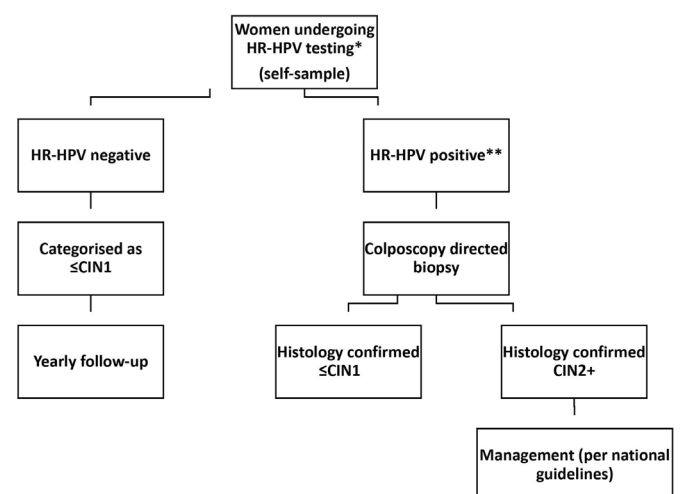 Women undergoing
HR-HPV testing*
(self-sample)
HR-HPV negative
HR-HPV positive**
Categorised as
≤CIN1
Colposcopy directed
biopsy
Yearly follow-up
Histology confirmed
≤CIN1
Histology confirmed
CIN2+
Management (per national
guidelines)